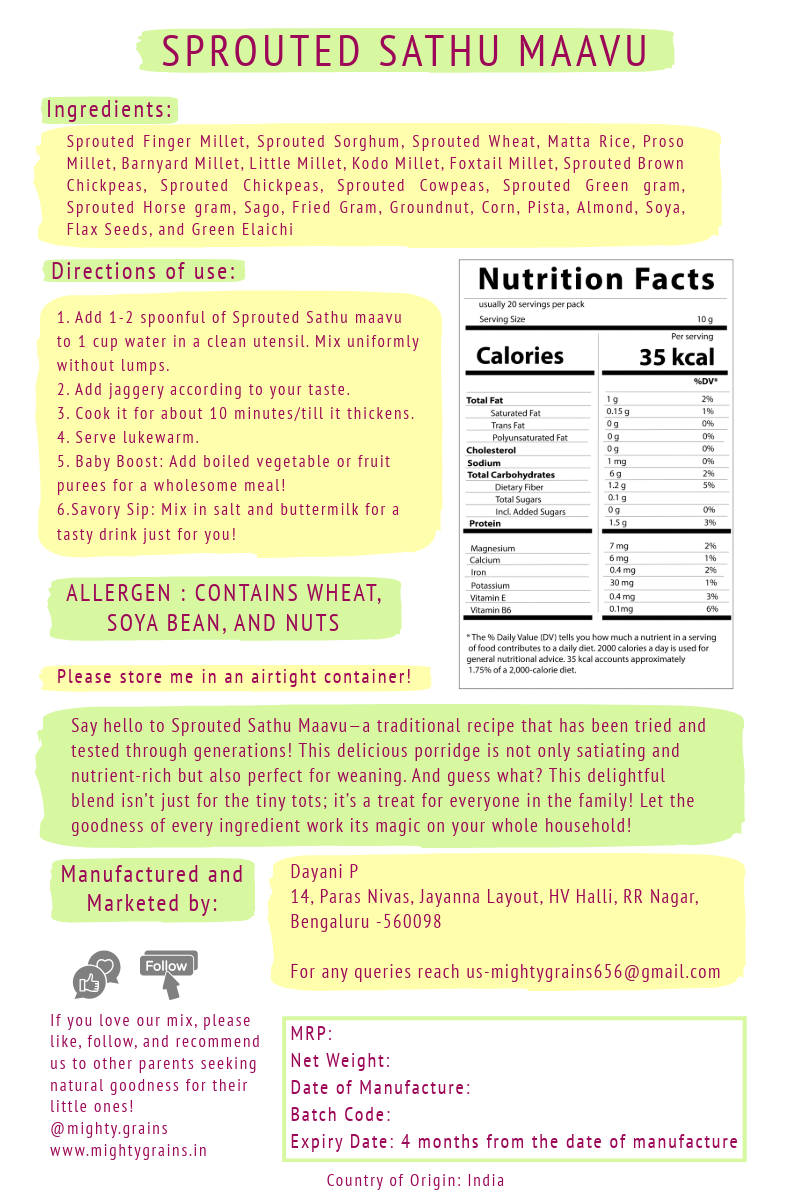 SPROUTED SATHU MAAVU
Ingredients:
Sprouted Finger Millet, Sprouted Sorghum, Sprouted Wheat, Matta Rice, Proso
Millet, Barnyard Millet, Little Millet, Kodo Millet, Foxtail Millet, Sprouted Brown
Chickpeas, Sprouted Chickpeas, Sprouted Cowpeas, Sprouted Green gram,
Sprouted Horse gram, Sago, Fried Gram, Groundnut, Corn, Pista, Almond, Soya,
Flax Seeds, and Green Elaichi
Directions of use:
1. Add 1-2 spoonful of Sprouted Sathu maavu
to 1 cup water in a clean utensil. Mix uniformly
without lumps.
2. Add jaggery according to your taste.
3. Cook it for about 10 minutes/till it thickens.
4. Serve lukewarm.
5. Baby Boost: Add boiled vegetable or fruit
purees for a wholesome meal!
6.Savory Sip: Mix in salt and buttermilk for a
tasty drink just for you!
Nutrition Facts
usually 20 servings per pack
Serving Size 10 g
Per serving
Calories 35 kcal
%DV*
Total Fat 1 g 2%
Saturated Fat 0.15 g 1%
Trans Fat 0 g 0%
Polyunsaturated Fat 0 g 0%
Cholesterol 0 g 0%
Sodium 1 mg 0%
Total Carbohydrates 6 g 2%
Dietary Fiber 1.2 g 5%
Total Sugars 0.1 g
Incl. Added Sugars 0 g 0%
Protein 1.5 g 3%
Magnesium 7 mg 2%
Calcium 6 mg 1%
Iron 0.4 mg 2%
Potassium 30 mg 1%
Vitamin E 0.4 mg 3%
Vitamin B6 0.1mg 6%
* The % Daily Value (DV) tells you how much a nutrient in a serving
of food contributes to a daily diet. 2000 calories a day is used for
general nutritional advice. 35 kcal accounts approximately
1.75% of a 2,000-calorie diet.
ALLERGEN : CONTAINS WHEAT,
SOYA BEAN, AND NUTS
Please store me in an airtight container!
Say hello to Sprouted Sathu Maavu—a traditional recipe that has been tried and
tested through generations! This delicious porridge is not only satiating and
nutrient-rich but also perfect for weaning. And guess what? This delightful
blend isn't just for the tiny tots; it's a treat for everyone in the family! Let the
goodness of every ingredient work its magic on your whole household!
Manufactured and
Marketed by:
Dayani P
14, Paras Nivas, Jayanna Layout, HV Halli, RR Nagar,
Bengaluru -560098
For any queries reach us-mightygrains656@gmail.com
Follow
If you love our mix, please
like, follow, and recommend
us to other parents seeking
natural goodness for their
little ones!
@mighty.grains
www.mightygrains.in
MRP:
Net Weight:
Date of Manufacture:
Batch Code:
Expiry Date: 4 months from the date of manufacture
Country of Origin: India